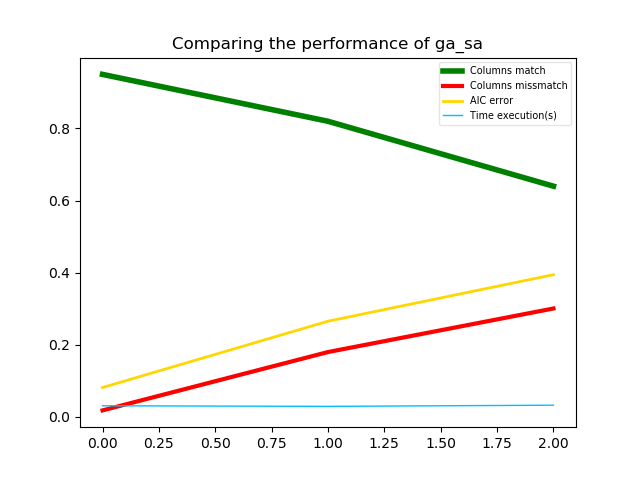 Comparing the performance of ga_sa
Columns match
Columns missmatch
AIC error
Time execution(s)
0.8
0.6
0.4
0.2
0.0
0.00 0.25 0.50 0.75 1.00 1.25 1.50 1.75 2.00